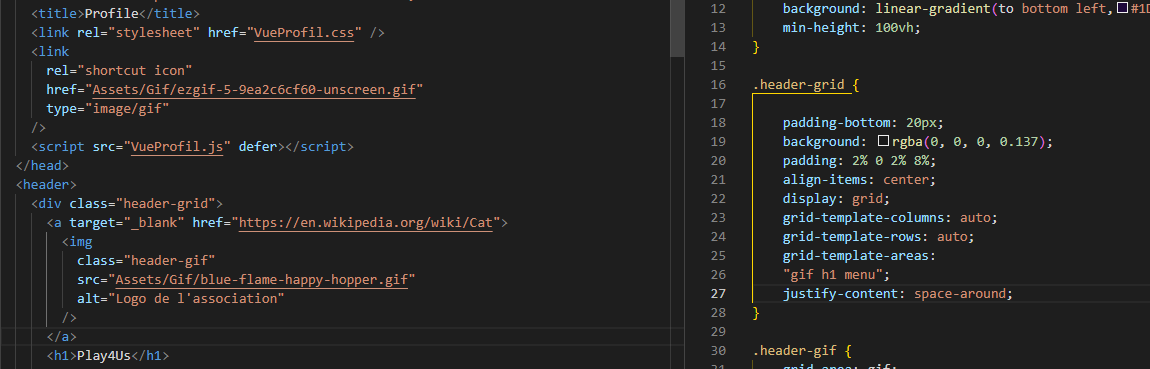 <title>Profile</title>
<link rel="stylesheet" href="VueProfil.css" />
<link
rel="shortcut icon"
href="Assets/Gif/ezgif-5-9ea2c6cf60-unscreen.gif"
type="image/gif"
/>
<script src="VueProfil.js" defer></script>
</head>
<header>
<div class="header-grid">
<a target="_blank" href="https://en.wikipedia.org/wiki/Cat">
<img
class="header-gif"
src="Assets/Gif/blue-flame-happy-hopper.gif"
alt="Logo de l'association"
/>
</a>
<h1>Play4Us</h1>
12 background: linear-gradient(to bottom left, #1D
13 min-height: 100vh;
14 }
15
16 .header-grid {
17
18 padding-bottom: 20px;
19 background: rgba(0, 0, 0, 0.137);
20 padding: 2% 0 2% 8%;
21 align-items: center;
22 display: grid;
23 grid-template-columns: auto;
24 grid-template-rows: auto;
25 grid-template-areas:
26 "gif h1 menu";
27 justify-content: space-around;
28 }
29
30 .header-gif {
31 grid-area: gif;